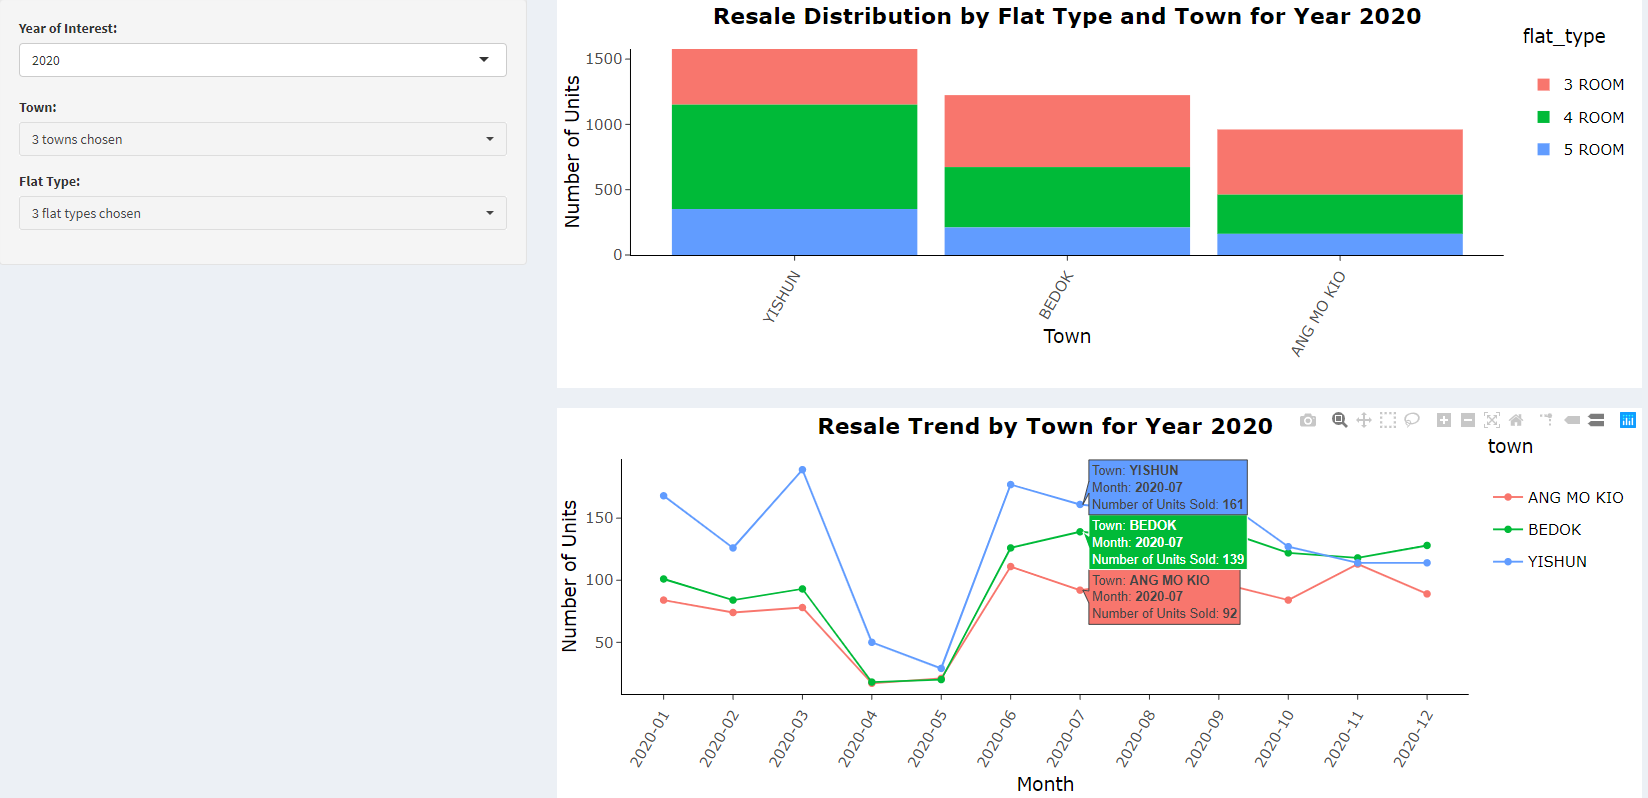 Year of Interest:
2020
Town:
3 towns chosen
Flat Type:
3 flat types chosen
Resale Distribution by Flat Type and Town for Year 2020
Number of Units
1500
1000
500
0
YISHUN
BEDOK
ANG MO KIO
Town
flat_type
3 ROOM
4 ROOM
5 ROOM
Resale Trend by Town for Year 2020
Number of Units
150
100
50
Town: YISHUN
Month: 2020-07
Number of Units Sold: 161
Town: BEDOK
Month: 2020-07
Number of Units Sold: 139
Town: ANG MO KIO
Month: 2020-07
Number of Units Sold: 92
2020-01
2020-02
2020-03
2020-04
2020-05
2020-06
2020-07
2020-08
2020-09
2020-10
2020-11
2020-12
Month
town
ANG MO KIO
BEDOK
YISHUN